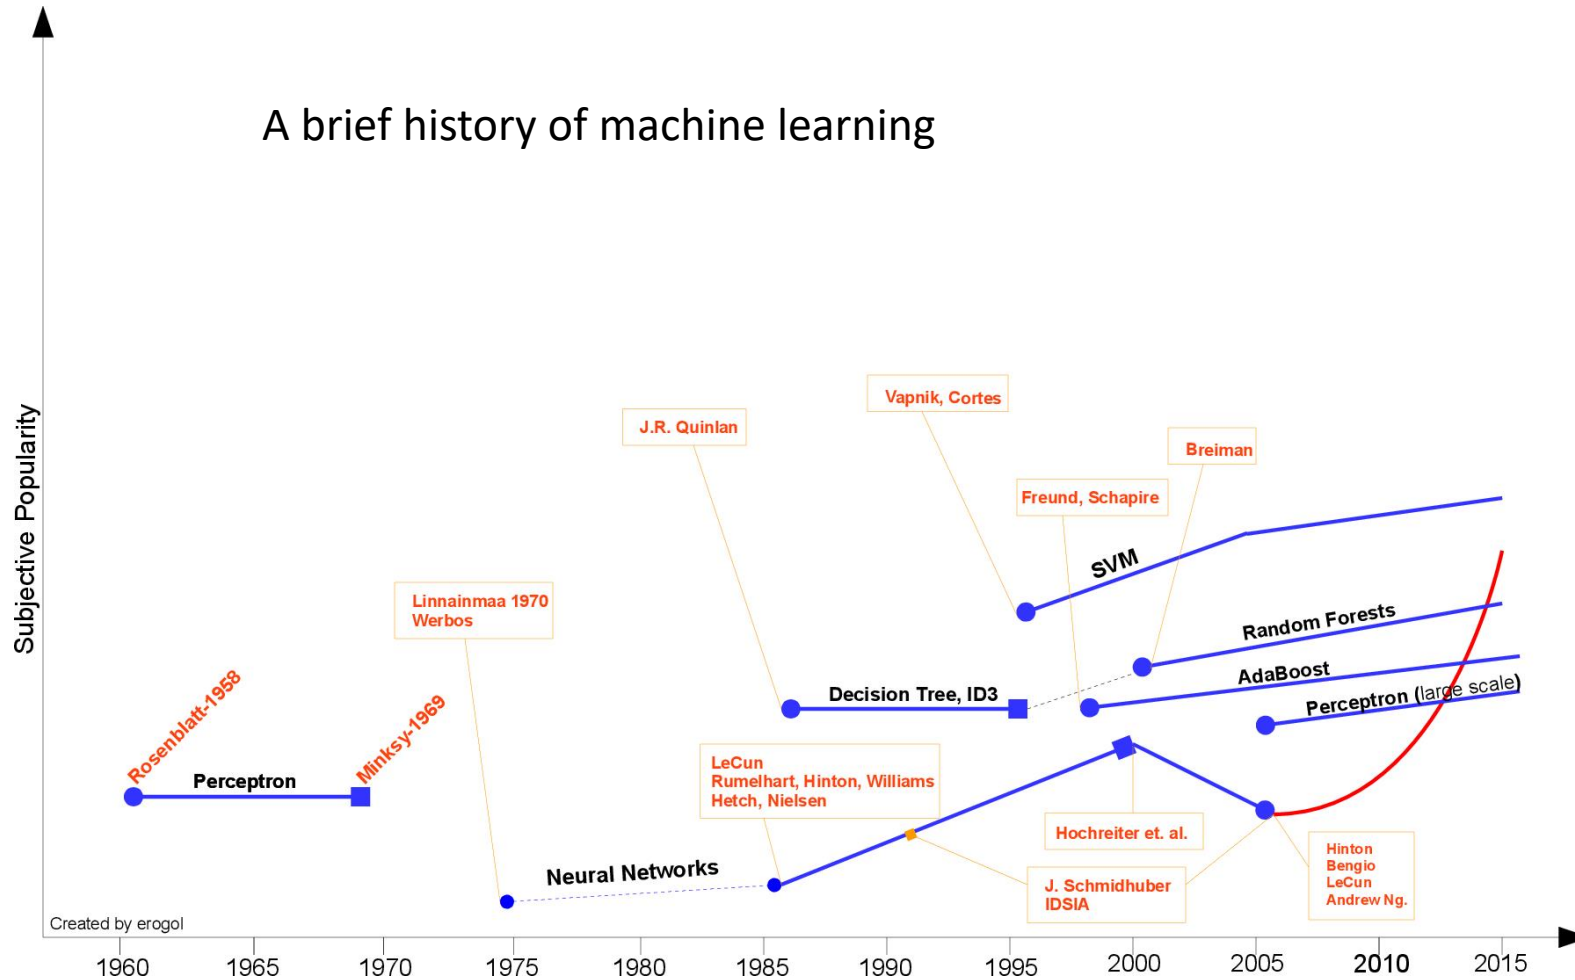 A brief history of machine learning
Subjective Popularity
Vapnik, Cortes
J.R. Quinlan
Breiman
Freund, Schapire
SVM
Linnainmaa 1970
Werbos
Random Forests
AdaBoost
Perceptron (large scale)
Decision Tree, ID3
Rosenblatt-1958
Minksy-1969
Perceptron
LeCun
Rumelhart, Hinton, Williams
Hetch, Nielsen
Hochreiter et. al.
Neural Networks
J. Schmidhuber
IDSIA
Hinton
Bengio
LeCun
Andrew Ng.
Created by erogol
1960 1965 1970 1975 1980 1985 1990 1995 2000 2005 2010 2015